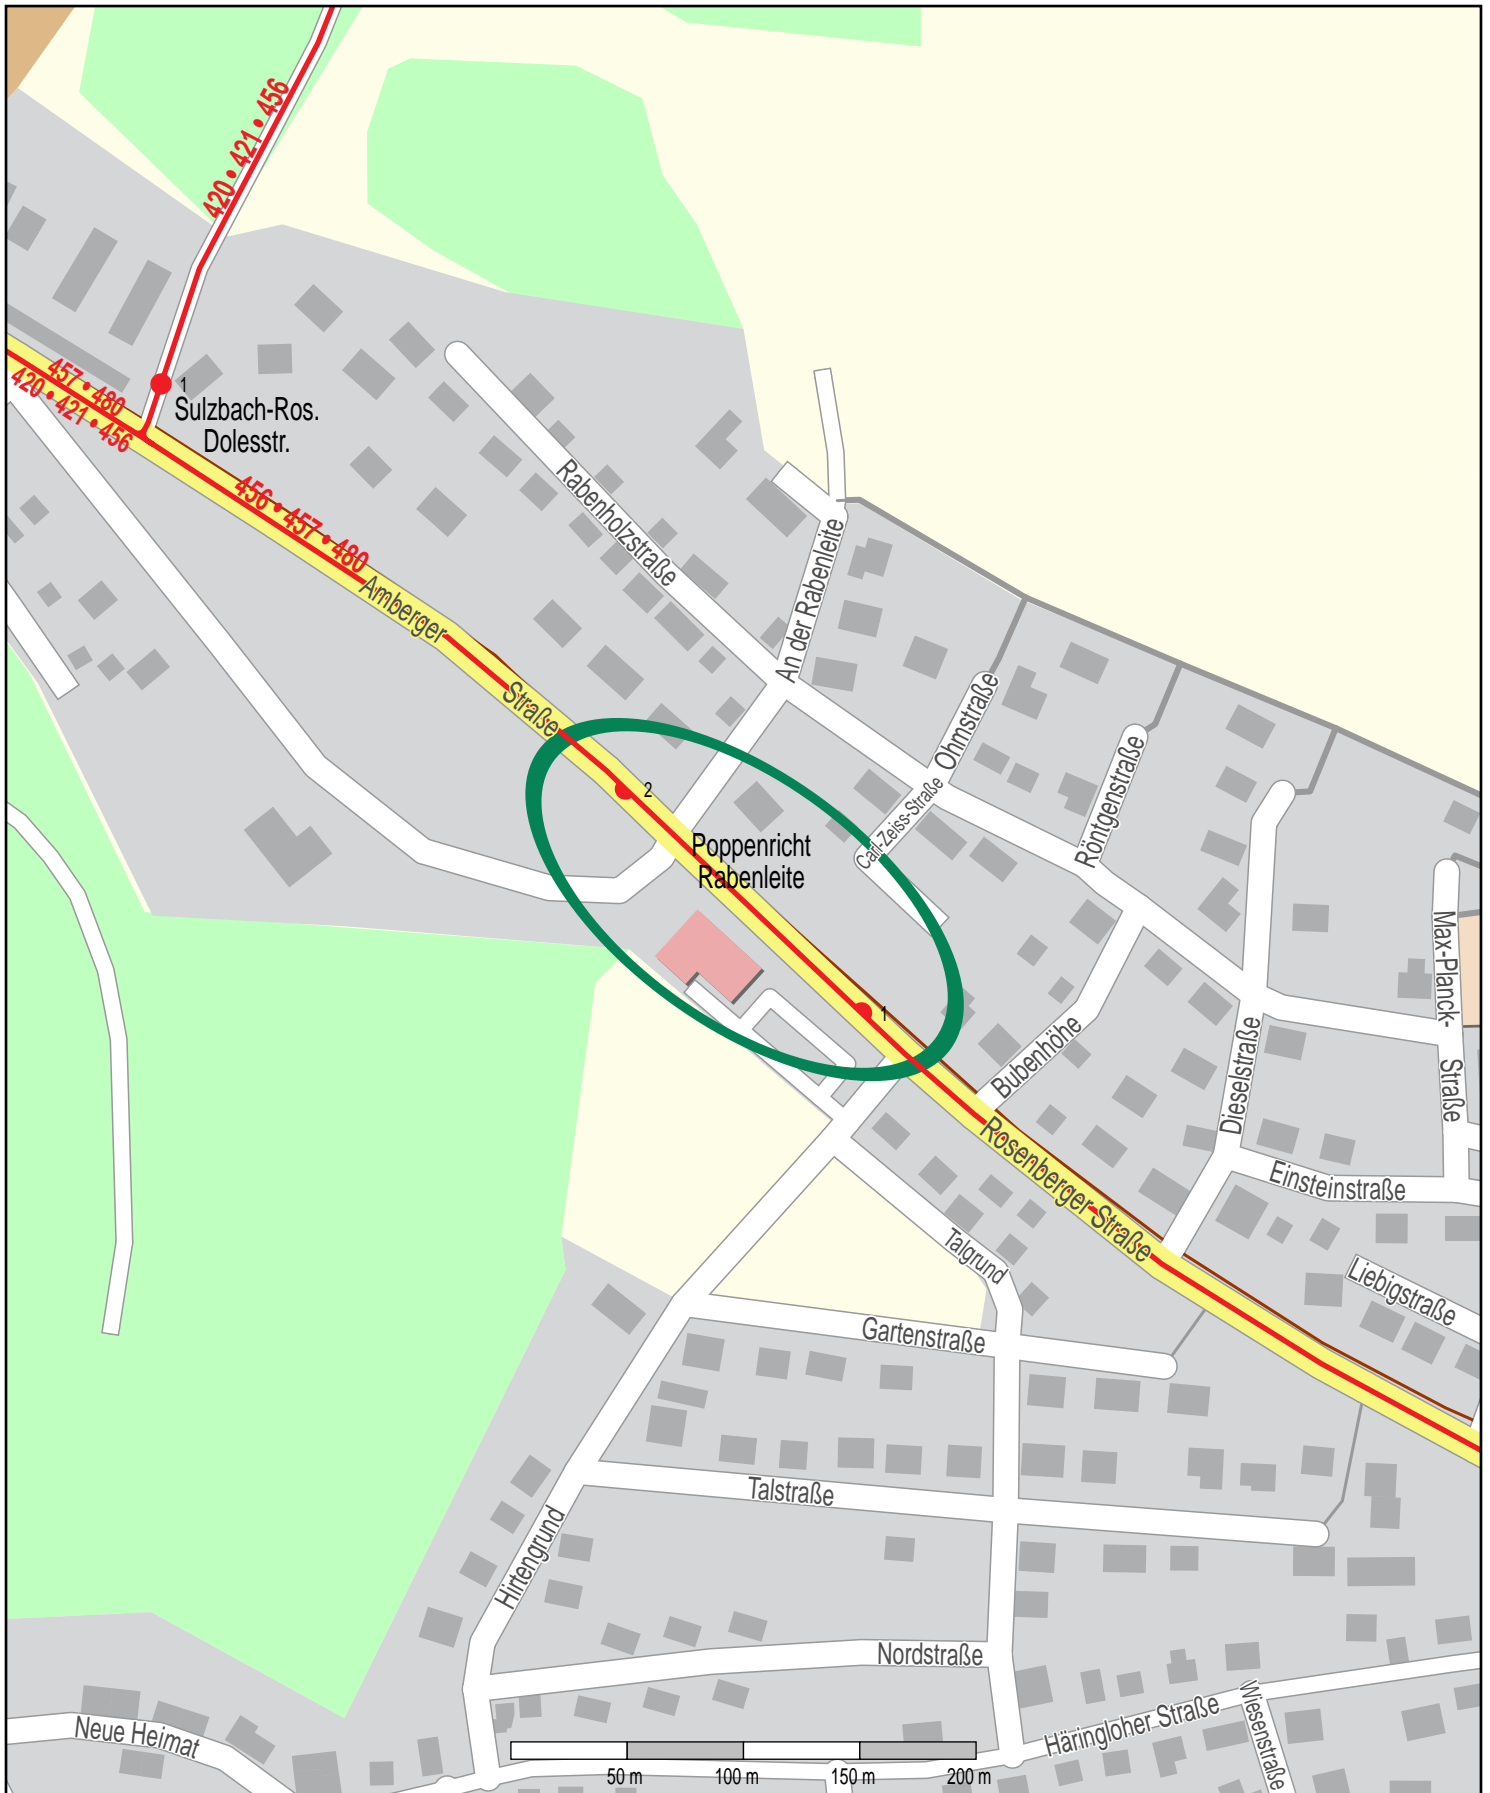 420 • 421 • 456
457 • 480
420 • 421 • 456
1
Sulzbach-Ros.
Dolesstr.
456 • 457 • 480
Amberger
Straße
Rabenholzstraße
An der Rabenleite
Ohmstraße
Carl-Zeiss-Straße
Röntgenstraße
2
Poppenricht
Rabenleite
1
Bubenhöhe
Dieselstraße
Max-Planck-
Straße
Rosenberger Straße
Einsteinstraße
Liebigstraße
Talgrund
Gartenstraße
Talstraße
Hirtengrund
Nordstraße
Neue Heimat
Häringloher Straße
Wiesenstraße
50 m
100 m
150 m
200 m